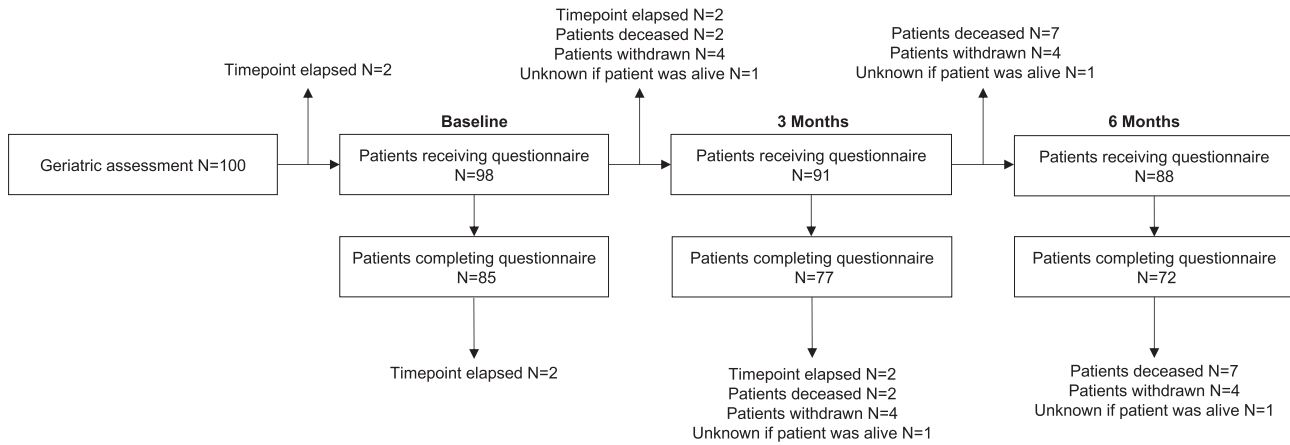 Timepoint elapsed N=2
Timepoint elapsed N=2
Patients deceased N=2
Patients withdrawn N=4
Unknown if patient was alive N=1
Patients deceased N=7
Patients withdrawn N=4
Unknown if patient was alive N=1
Geriatric assessment N=100
Baseline
Patients receiving questionnaire
N=98
3 Months
Patients receiving questionnaire
N=91
6 Months
Patients receiving questionnaire
N=88
Patients completing questionnaire
N=85
Patients completing questionnaire
N=77
Patients completing questionnaire
N=72
Timepoint elapsed N=2
Timepoint elapsed N=2
Patients deceased N=2
Patients withdrawn N=4
Unknown if patient was alive N=1
Patients deceased N=7
Patients withdrawn N=4
Unknown if patient was alive N=1